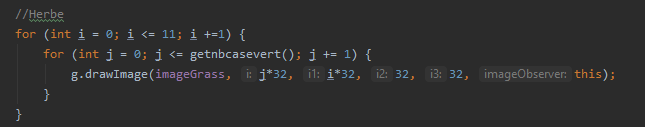 //Herbe
for (int i = 0; i <= 11; i +=1) {
for (int j = 0; j <= getnbcasevert(); j += 1) {
g.drawImage(imageGrass, i: j*32, i1: i*32, i2: 32, i3: 32, imageObserver: this);
}
}